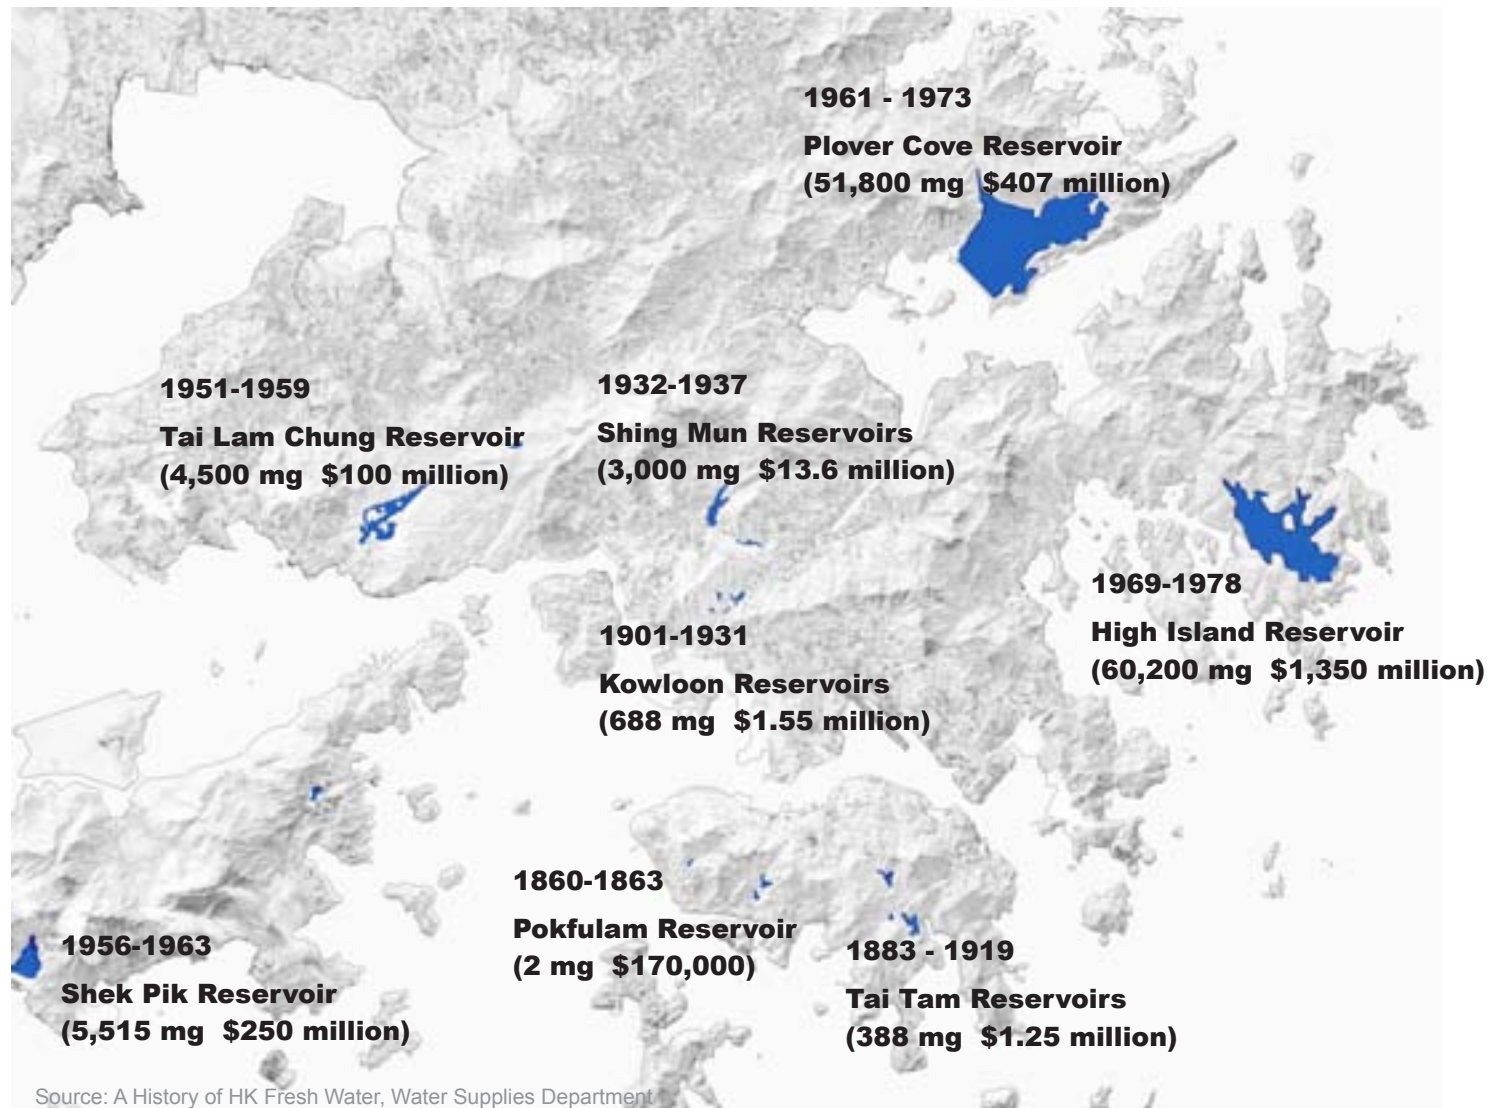 1961 - 1973
Plover Cove Reservoir
(51,800 mg $407 million)
1951-1959
Tai Lam Chung Reservoir
(4,500 mg $100 million)
1932-1937
Shing Mun Reservoirs
(3,000 mg $13.6 million)
1969-1978
High Island Reservoir
(60,200 mg $1,350 million)
1901-1931
Kowloon Reservoirs
(688 mg $1.55 million)
1860-1863
Pokfulam Reservoir
(2 mg $170,000)
1883 - 1919
Tai Tam Reservoirs
(388 mg $1.25 million)
1956-1963
Shek Pik Reservoir
(5,515 mg $250 million)
Source: A History of HK Fresh Water, Water Supplies Department